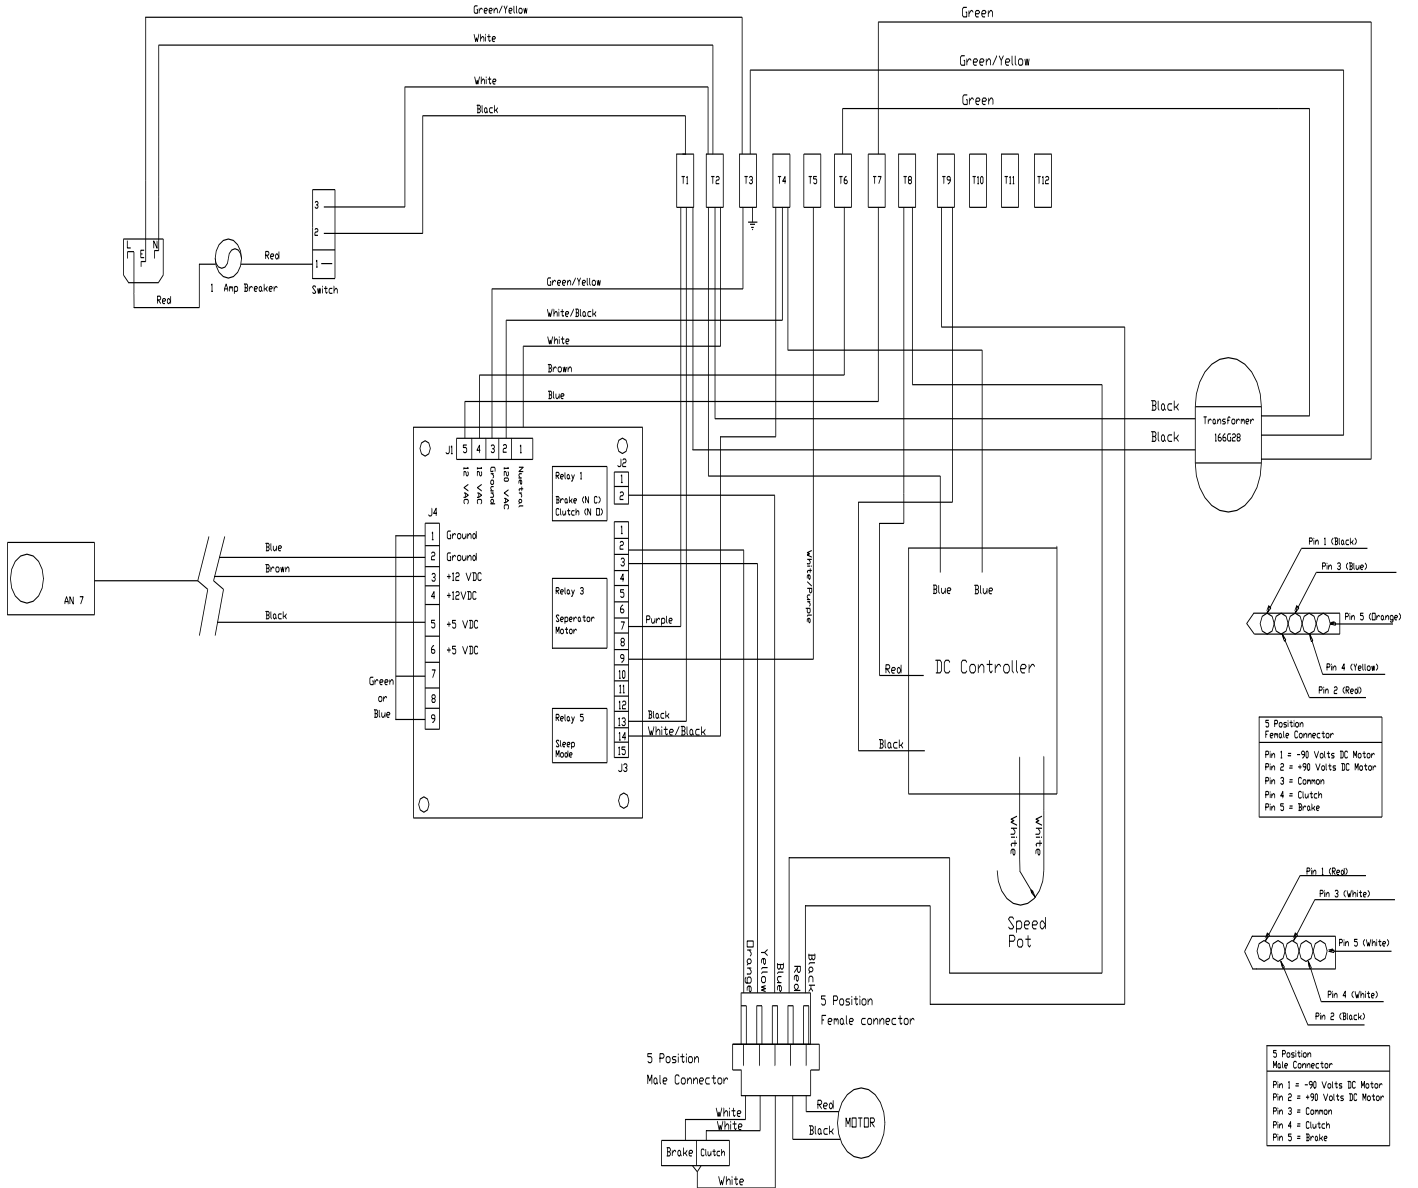 Green/Yellow
White
White
Black
Green
Green/Yellow
Green
T1 T2 T3 T4 T5 T6 T7 T8 T9 T10 T11 T12
L E N
3
2
1
Switch
Red
Red
1 Amp Breaker
Green/Yellow
White/Black
White
Brown
Blue
Black
Black
Transformer
166G28
J1 5 4 3 2 1
12 VAC
12 VAC
Ground
120 VAC
Nuetral
J2
1
2
Relay 1
Brake (N C)
Clutch (N O)
J4
1 Ground
2 Ground
3 +12 VDC
4 +12VDC
5 +5 VDC
6 +5 VDC
7
8
9
Blue
Brown
Black
AN 7
Green
or
Blue
Relay 3
Seperator
Motor
Relay 5
Sleep
Mode
1
2
3
4
5
6
7
8
9
10
11
12
13
14
15
J3
Purple
Black
White/Black
White/Purple
Blue Blue
Red
DC Controller
Black
White
White
Speed
Pot
Pin 1 (Black)
Pin 3 (Blue)
Pin 5 (Orange)
Pin 4 (Yellow)
Pin 2 (Red)
5 Position
Female Connector
Pin 1 = -90 Volts DC Motor
Pin 2 = +90 Volts DC Motor
Pin 3 = Common
Pin 4 = Clutch
Pin 5 = Brake
Pin 1 (Red)
Pin 3 (White)
Pin 5 (White)
Pin 4 (White)
Pin 2 (Black)
5 Position
Male Connector
Pin 1 = -90 Volts DC Motor
Pin 2 = +90 Volts DC Motor
Pin 3 = Common
Pin 4 = Clutch
Pin 5 = Brake
Orange
Yellow
Blue
Red
Black
5 Position
Female connector
5 Position
Male Connector
White
White
Red
Black
MOTOR
Brake Clutch
White